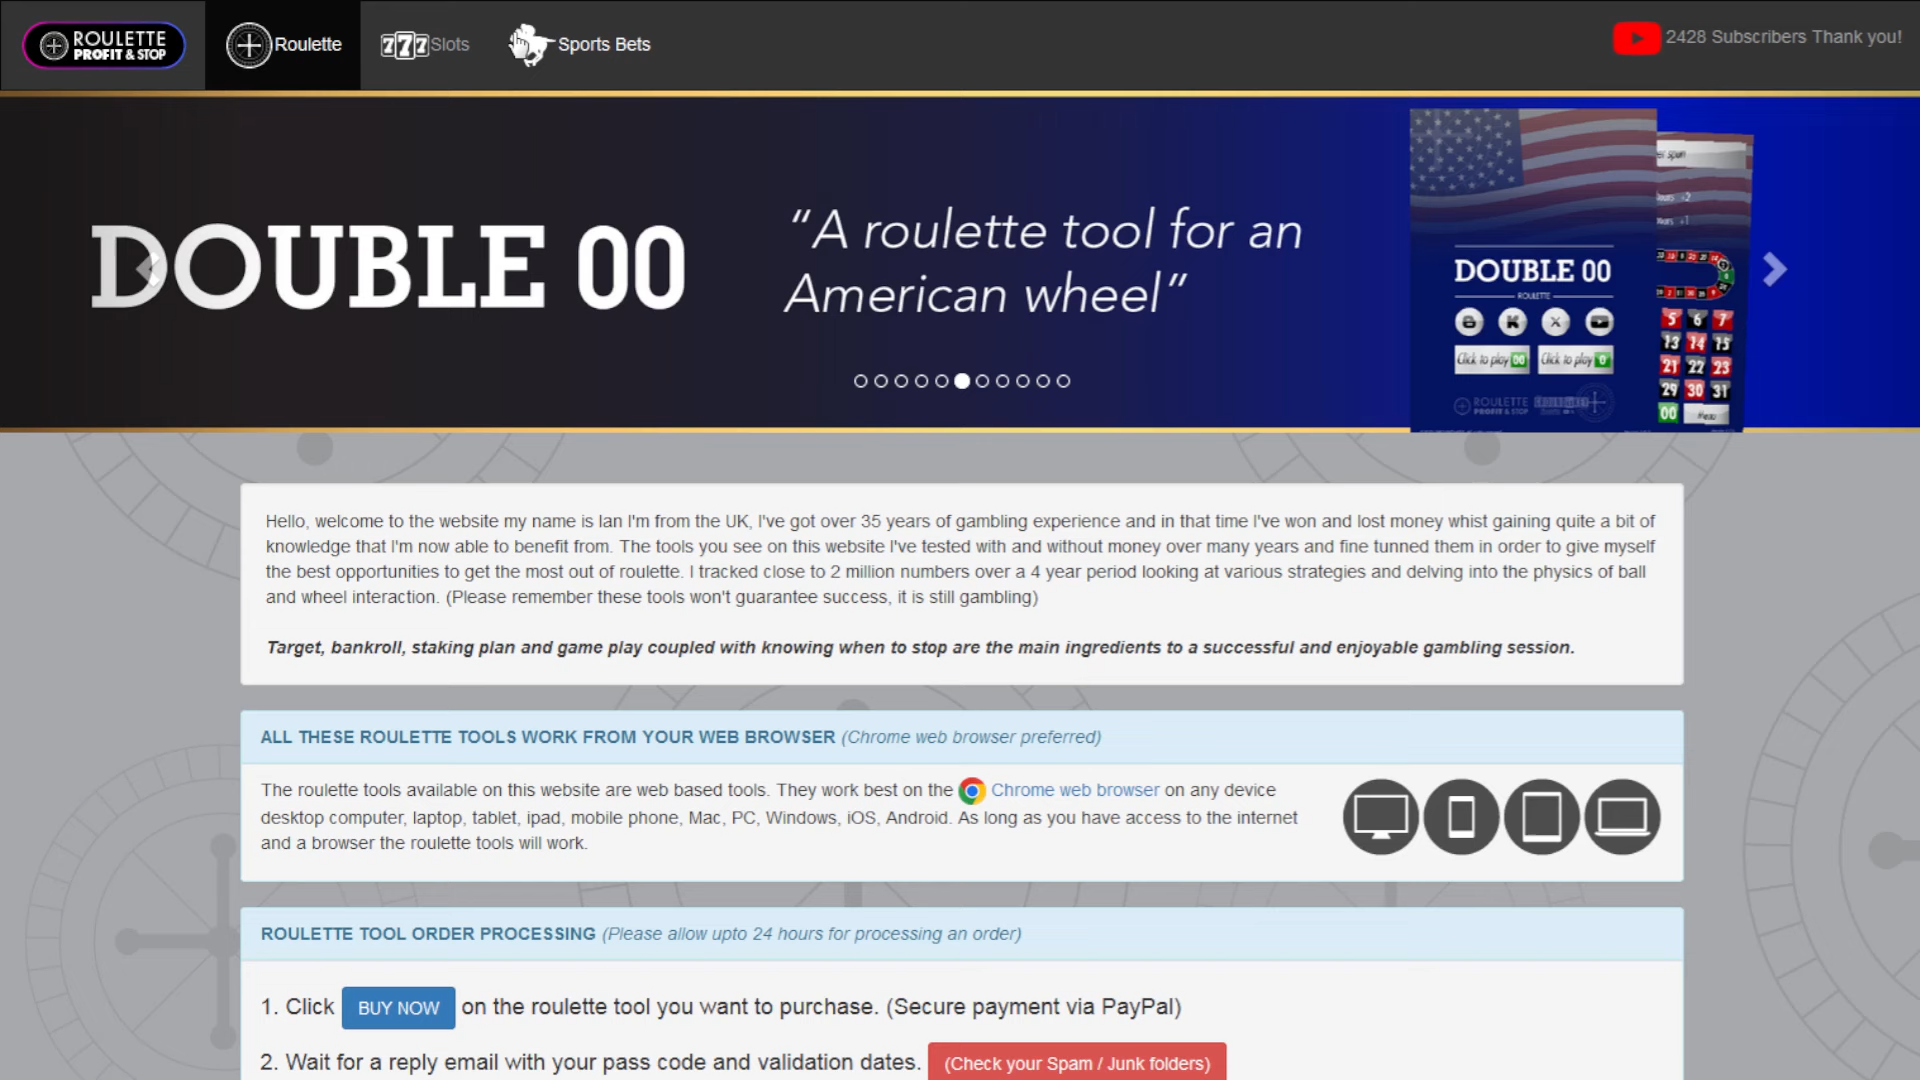 ROULETTE
PROFIT & STOP
Roulette
777 Slots
Sports Bets
2428 Subscribers Thank you!
DOUBLE 00
“A roulette tool for an
American wheel“
DOUBLE 00
ROULETTE
Click to play 00
Click to play 0
ROULETTE
PROFIT & STOP
5 6 7
13 14 15
21 22 23
29 30 31
00
Hello, welcome to the website my name is Ian I'm from the UK, I've got over 35 years of gambling experience and in that time I've won and lost money whist gaining quite a bit of
knowledge that I'm now able to benefit from. The tools you see on this website I've tested with and without money over many years and fine tunned them in order to give myself
the best opportunities to get the most out of roulette. I tracked close to 2 million numbers over a 4 year period looking at various strategies and delving into the physics of ball
and wheel interaction. (Please remember these tools won't guarantee success, it is still gambling)
Target, bankroll, staking plan and game play coupled with knowing when to stop are the main ingredients to a successful and enjoyable gambling session.
ALL THESE ROULETTE TOOLS WORK FROM YOUR WEB BROWSER (Chrome web browser preferred)
The roulette tools available on this website are web based tools. They work best on the Chrome web browser on any device
desktop computer, laptop, tablet, ipad, mobile phone, Mac, PC, Windows, iOS, Android. As long as you have access to the internet
and a browser the roulette tools will work.
ROULETTE TOOL ORDER PROCESSING (Please allow upto 24 hours for processing an order)
1. Click BUY NOW on the roulette tool you want to purchase. (Secure payment via PayPal)
2. Wait for a reply email with your pass code and validation dates. (Check your Spam / Junk folders)